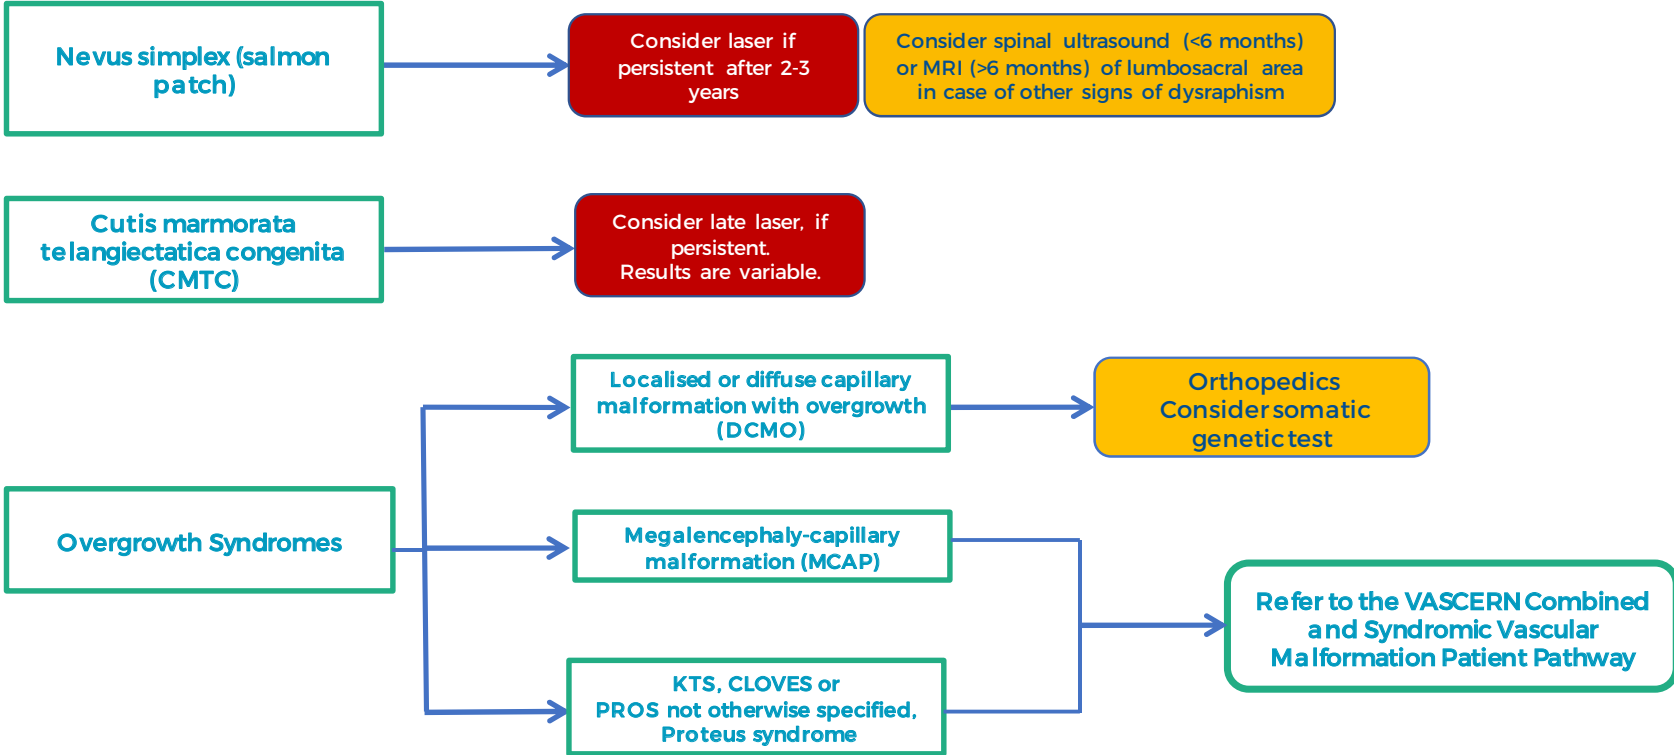 Nevus simplex (salmon
patch)
Consider laser if
persistent after 2-3
years
Consider spinal ultrasound (<6 months)
or MRI (>6 months) of lumbosacral area
in case of other signs of dysraphism
Cutis marmorata
telangiectatica congenita
(CMTC)
Consider late laser, if
persistent.
Results are variable.
Localised or diffuse capillary
malformation with overgrowth
(DCMO)
Orthopedics
Consider somatic
genetic test
Overgrowth Syndromes
Megalencephaly-capillary
malformation (MCAP)
Refer to the VASCERN Combined
and Syndromic Vascular
Malformation Patient Pathway
KTS, CLOVES or
PROS not otherwise specified,
Proteus syndrome